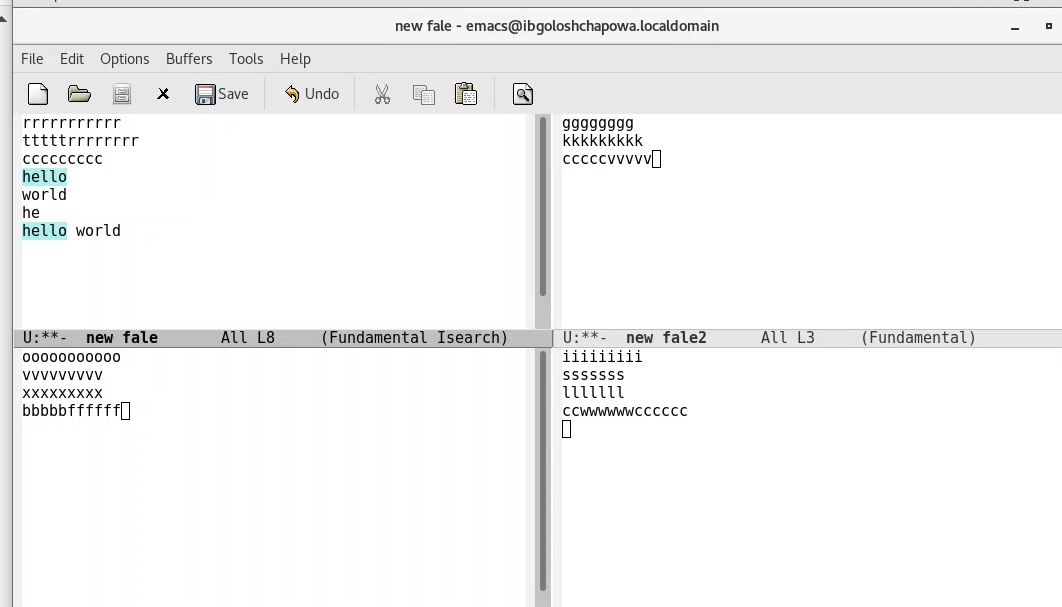 new fale - emacs@ibgoloshchapowa.localdomain
File Edit Options Buffers Tools Help
Save Undo
rrrrrrrrrrr
tttttrrrrrrrr
ccccccccc
hello
world
he
hello world
U:**- new fale All L8 (Fundamental Isearch)
gggggggg
kkkkkkkkk
cccccvvvvv
U:**- new fale2 All L3 (Fundamental)
ooooooooooo
vvvvvvvvv
xxxxxxxxx
bbbbbffffff
iiiiiiiii
sssssss
lllllll
ccwwwwwwcccccc